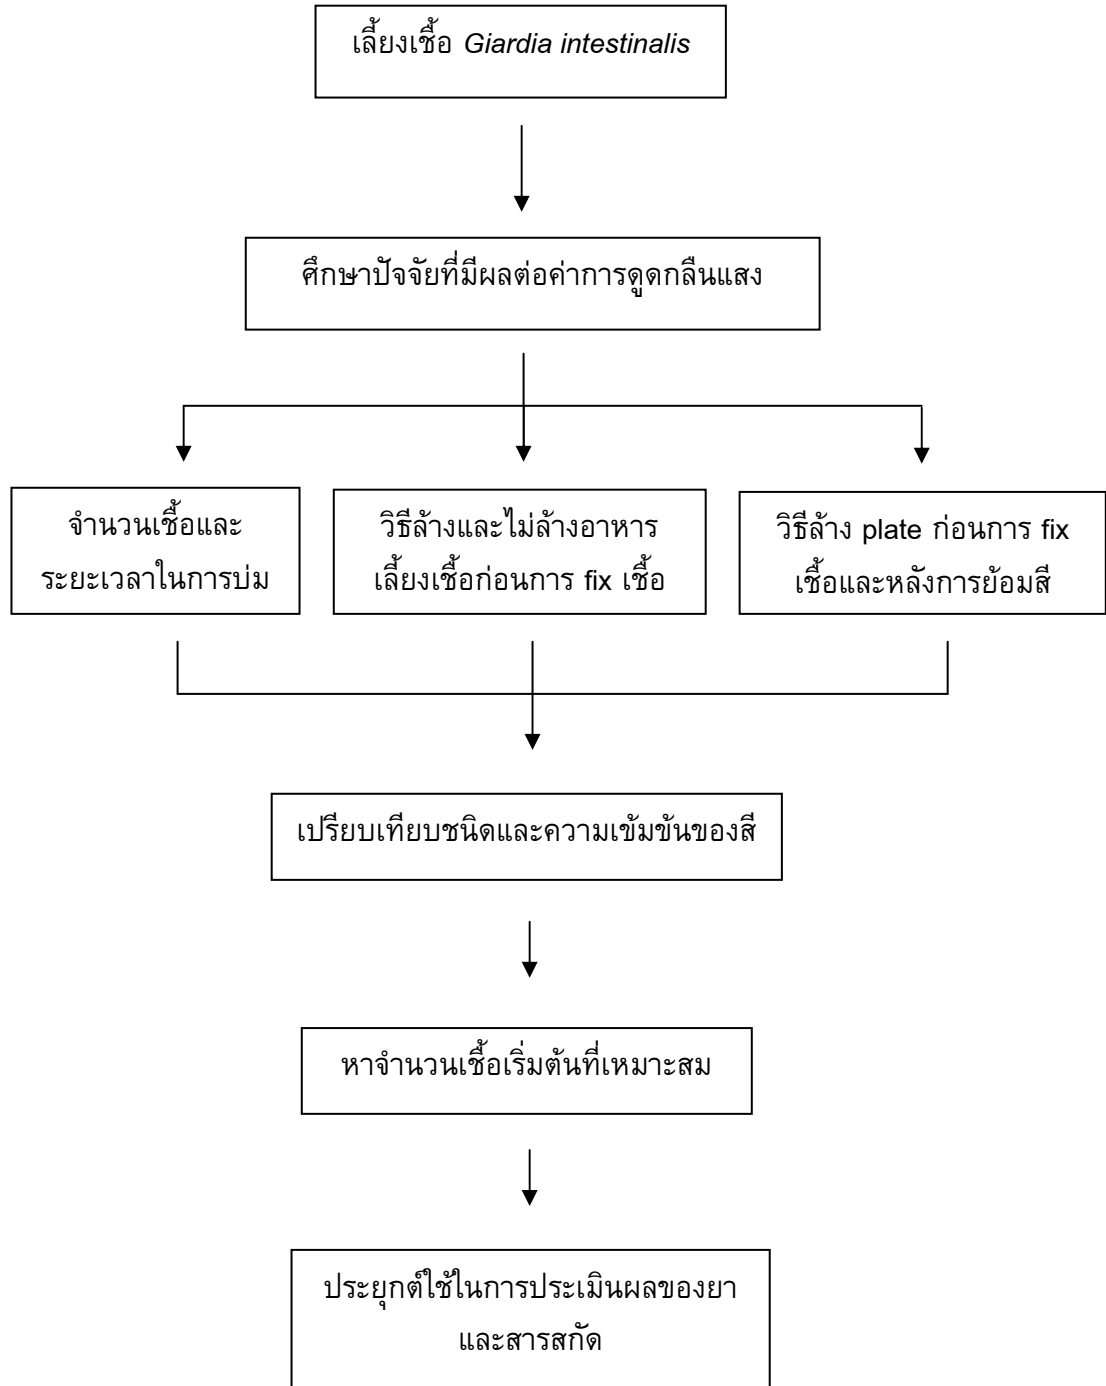 เลี้ยงเชื้อ Giardia intestinalis
ศึกษาปัจจัยที่มีผลต่อค่าการดูดกลืนแสง
จำนวนเชื้อและ
ระยะเวลาในการบ่ม
วิธีล้างและไม่ล้างอาหาร
เลี้ยงเชื้อก่อนการ fix เชื้อ
วิธีล้าง plate ก่อนการ fix
เชื้อและหลังการย้อมสี
เปรียบเทียบชนิดและความเข้มข้นของสี
หาจำนวนเชื้อเริ่มต้นที่เหมาะสม
ประยุกต์ใช้ในการประเมินผลของยา
และสารสกัด